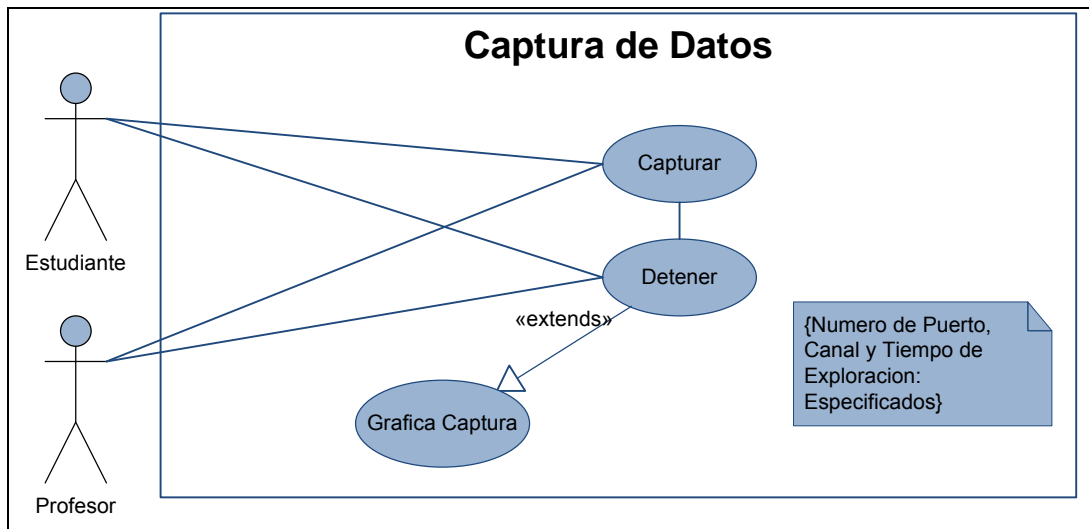 Captura de Datos
Capturar
Estudiante
Detener
«extends»
{Numero de Puerto,
Canal y Tiempo de
Exploracion:
Especificados}
Grafica Captura
Profesor